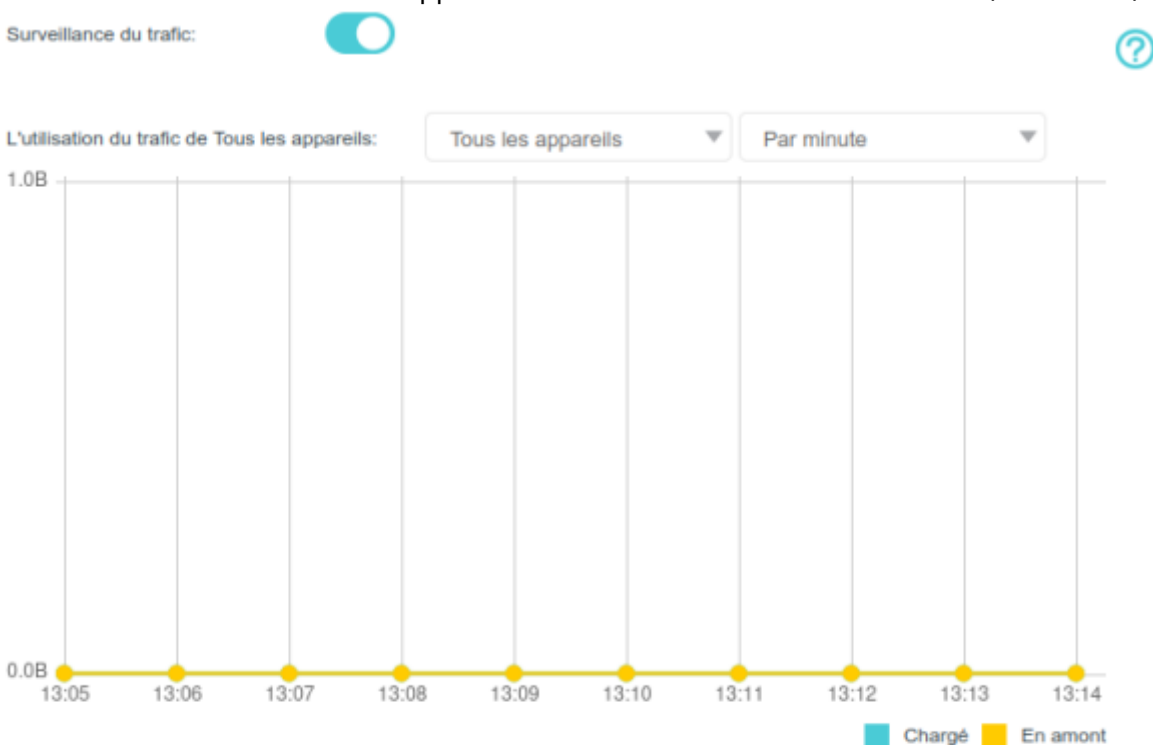 Surveillance du trafic:
?
L'utilisation du trafic de Tous les appareils:
Tous les appareils
Par minute
1.0B
0.0B
13:05 13:06 13:07 13:08 13:09 13:10 13:11 13:12 13:13 13:14
Chargé En amont